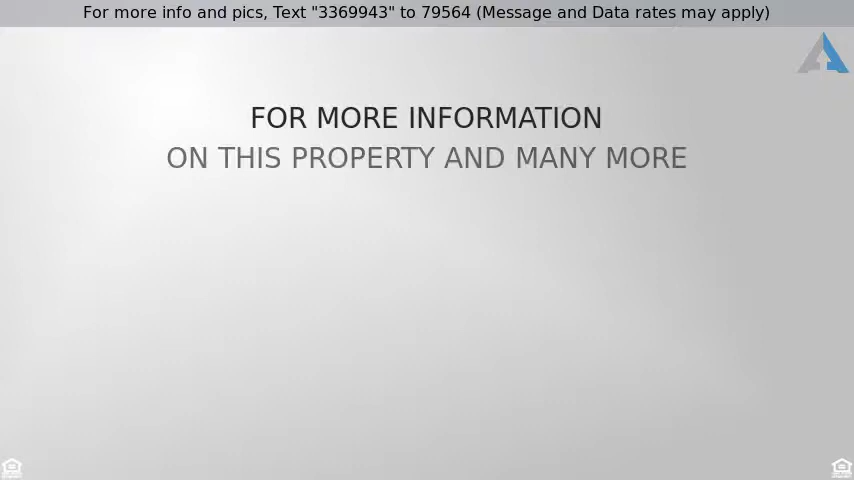 For more info and pics, Text "3369943" to 79564 (Message and Data rates may apply)
FOR MORE INFORMATION
ON THIS PROPERTY AND MANY MORE